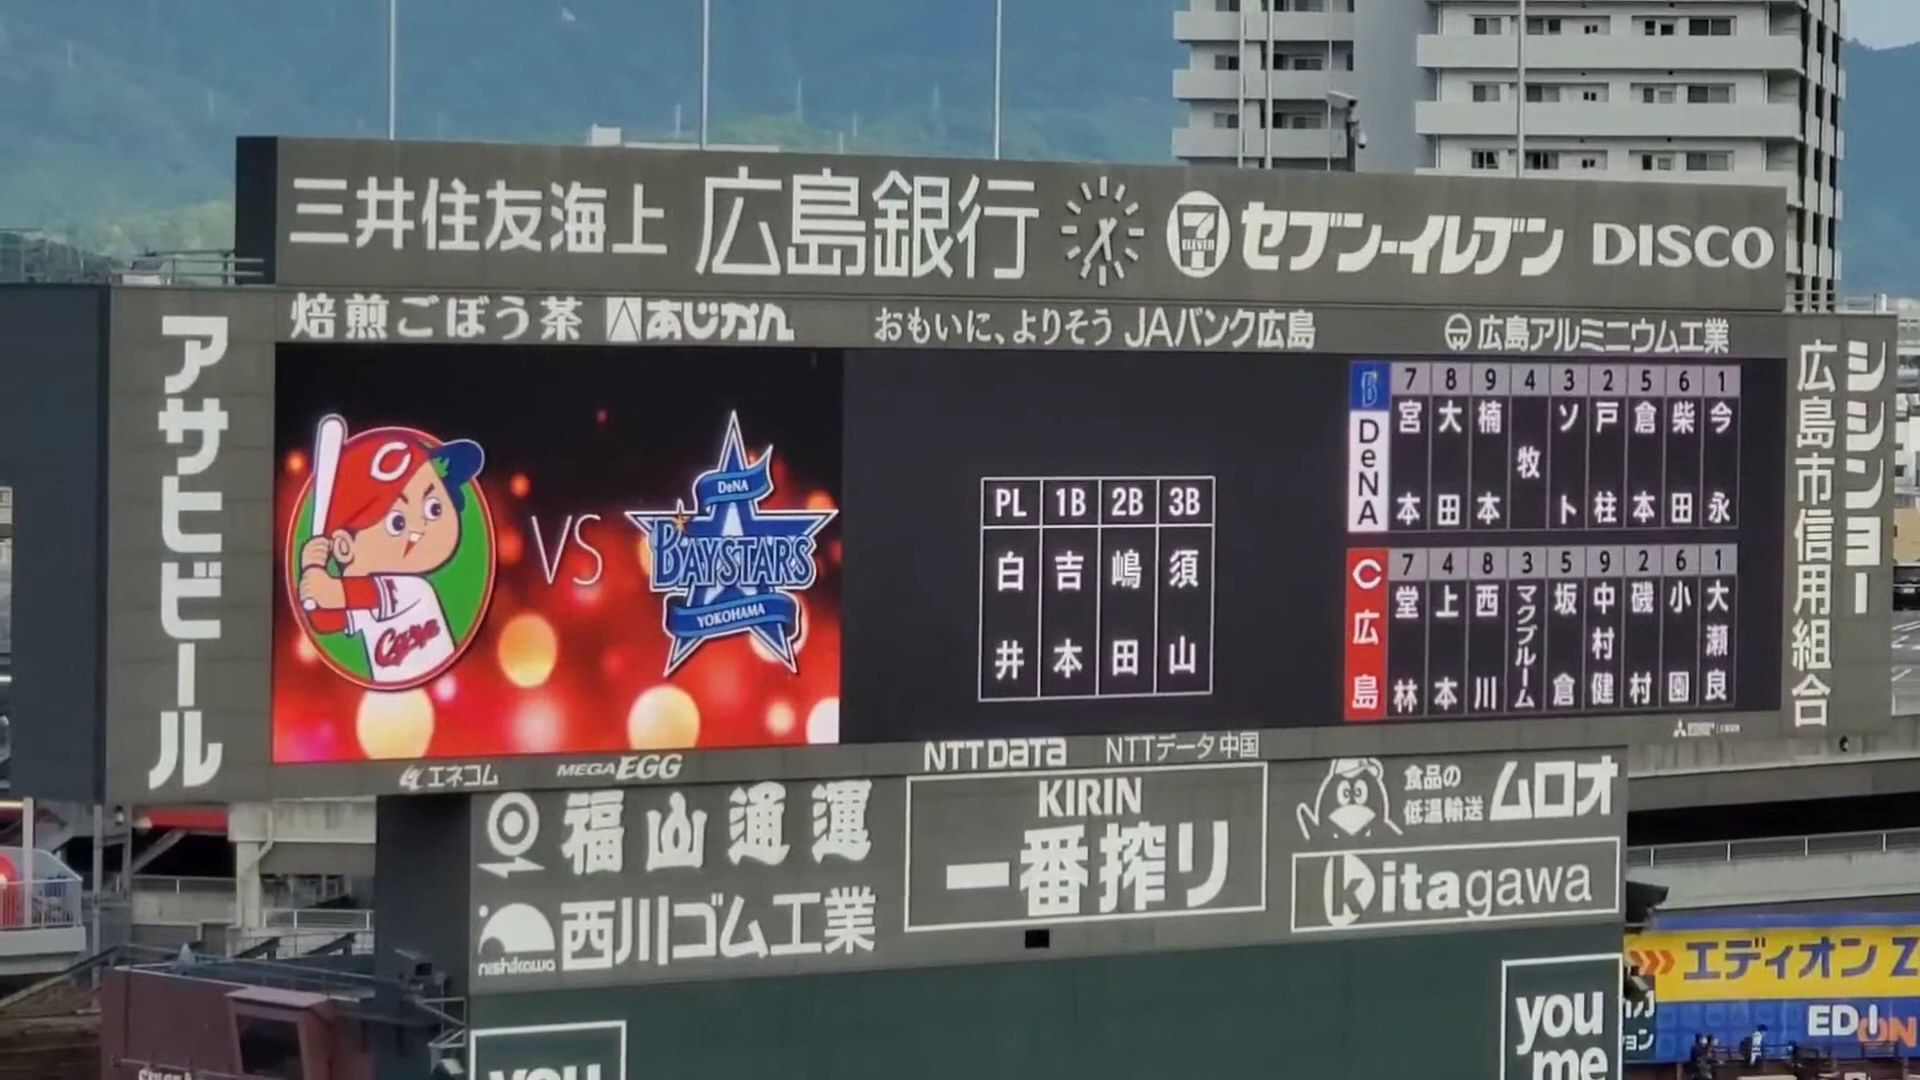 三井住友海上 広島銀行 7 ELEVEN セブン-イレブン DISCO
焙煎ごぼう茶 あじかん おもいに、よりそう JAバンク広島 広島アルミニウム工業
アサヒビール
シシンヨー
広島市信用組合
C
Carp
VS
DeNA
BAYSTARS
YOKOHAMA
PL 1B 2B 3B
白井 吉本 嶋田 須山
B DeNA
7 8 9 4 3 2 5 6 1
宮本 大田 楠本 牧 ソト 戸柱 倉本 柴田 今永
C 広島
7 4 8 3 5 9 2 6 1
堂林 上本 西川 マクブルーム 坂倉 中村健 磯村 小園 大瀬良
エネコム MEGA EGG NTT DATA NTTデータ中国
福山通運
nishikawa 西川ゴム工業
KIRIN
一番搾り
食品の
低温輸送 ムロオ
kitagawa
エディオン
EDION
you
me
you